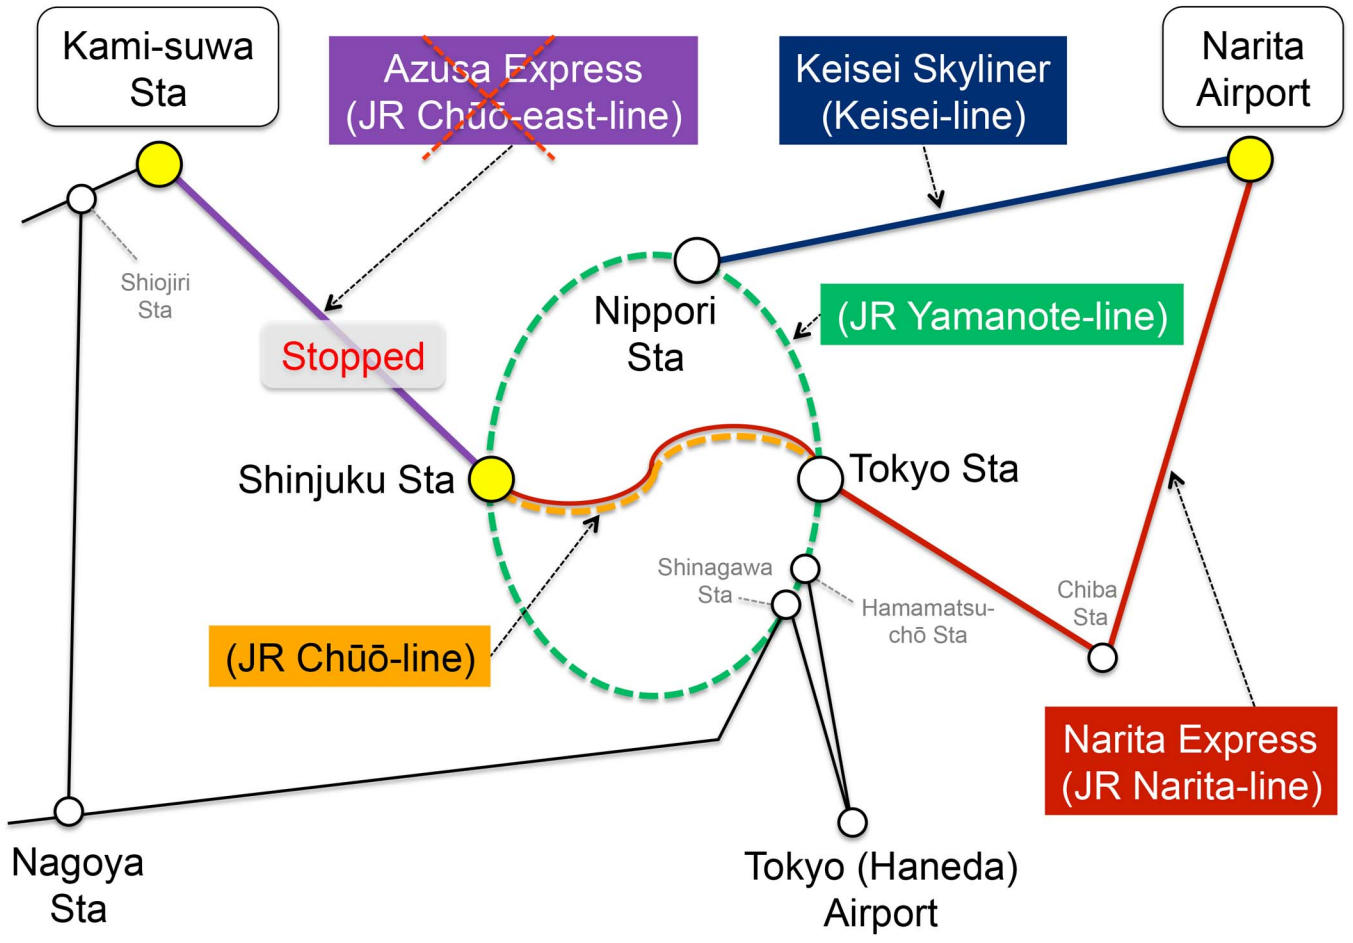 Kami-suwa
Sta
Azusa Express
(JR Chūō-east-line)
Keisei Skyliner
(Keisei-line)
Narita
Airport
Shiojiri
Sta
Nippori
Sta
(JR Yamanote-line)
Stopped
Shinjuku Sta
Tokyo Sta
Shinagawa
Sta
Hamamatsu-
chō Sta
Chiba
Sta
(JR Chūō-line)
Narita Express
(JR Narita-line)
Nagoya
Sta
Tokyo (Haneda)
Airport